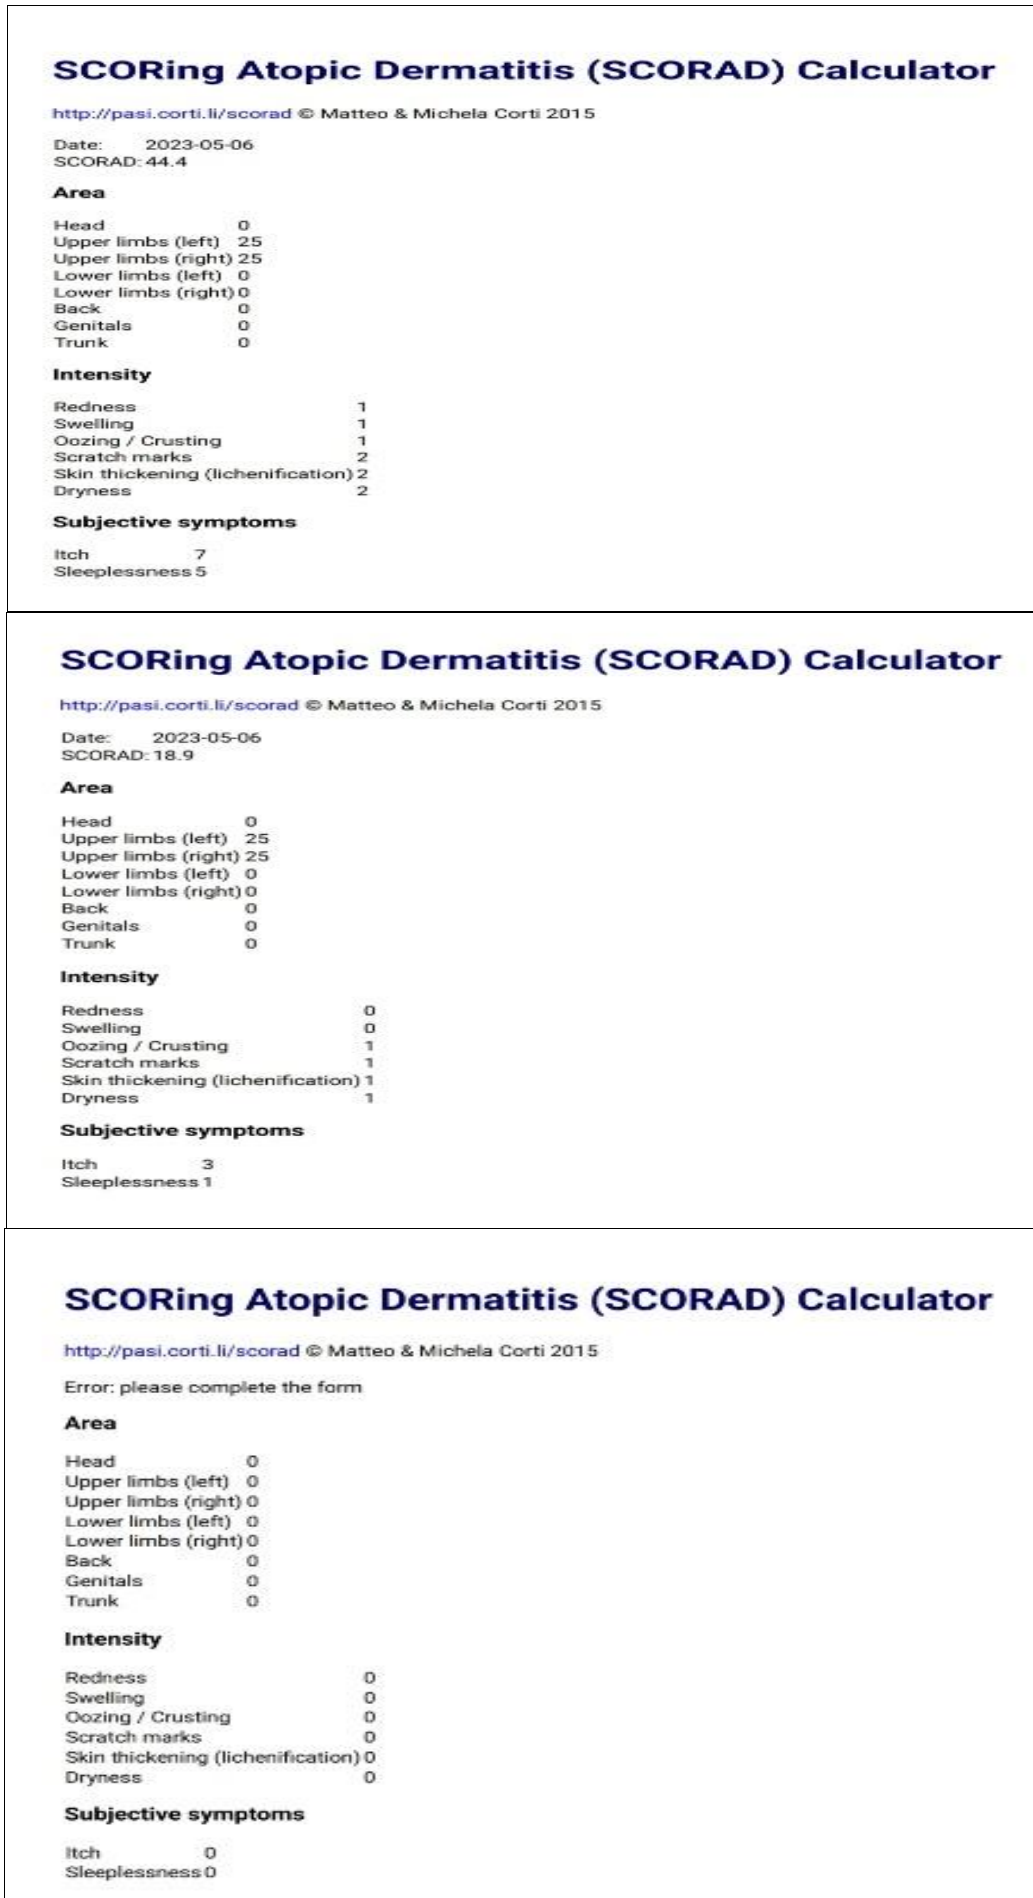 SCORing Atopic Dermatitis (SCORAD) Calculator
http://pasi.corti.li/scorad © Matteo & Michela Corti 2015
Date: 2023-05-06
SCORAD: 44.4
Area
Head 0
Upper limbs (left) 25
Upper limbs (right) 25
Lower limbs (left) 0
Lower limbs (right) 0
Back 0
Genitals 0
Trunk 0
Intensity
Redness 1
Swelling 1
Oozing / Crusting 1
Scratch marks 2
Skin thickening (lichenification) 2
Dryness 2
Subjective symptoms
Itch 7
Sleeplessness 5
SCORing Atopic Dermatitis (SCORAD) Calculator
http://pasi.corti.li/scorad © Matteo & Michela Corti 2015
Date: 2023-05-06
SCORAD: 18.9
Area
Head 0
Upper limbs (left) 25
Upper limbs (right) 25
Lower limbs (left) 0
Lower limbs (right) 0
Back 0
Genitals 0
Trunk 0
Intensity
Redness 0
Swelling 0
Oozing / Crusting 1
Scratch marks 1
Skin thickening (lichenification) 1
Dryness 1
Subjective symptoms
Itch 3
Sleeplessness 1
SCORing Atopic Dermatitis (SCORAD) Calculator
http://pasi.corti.li/scorad © Matteo & Michela Corti 2015
Error: please complete the form
Area
Head 0
Upper limbs (left) 0
Upper limbs (right) 0
Lower limbs (left) 0
Lower limbs (right) 0
Back 0
Genitals 0
Trunk 0
Intensity
Redness 0
Swelling 0
Oozing / Crusting 0
Scratch marks 0
Skin thickening (lichenification) 0
Dryness 0
Subjective symptoms
Itch 0
Sleeplessness 0